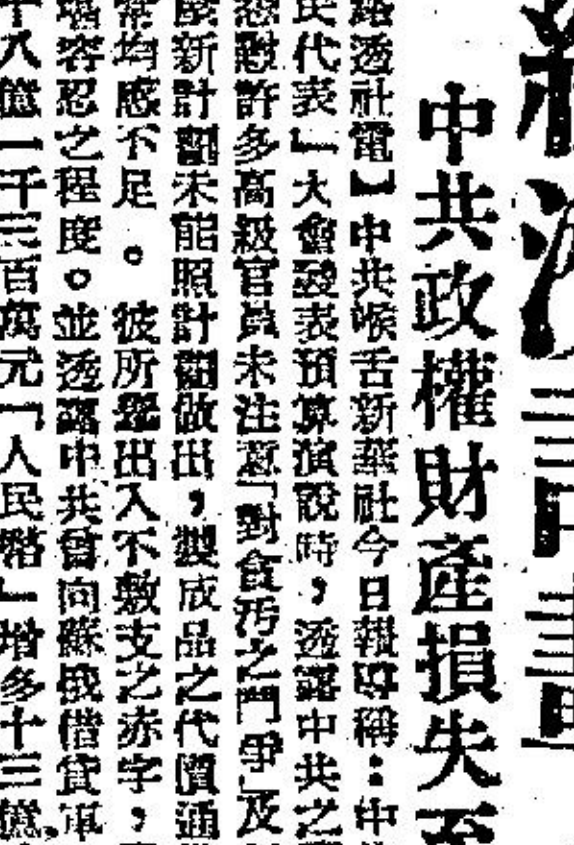 中共政權財產損失至
路透社電】中共喉舌新華社今日報導稱：中
民代表」大會發表預算演說時，透露中共之
懟許多高級官員未注意「對貪污之鬥爭」及
新計劃未能照計劃做出，製成品之代價通
常均感不足。彼所舉出入不敷支之赤字，
容忍之程度。並透露中共曾向蘇俄借貸軍
十八億一千三百萬元「人民幣」增多十三億